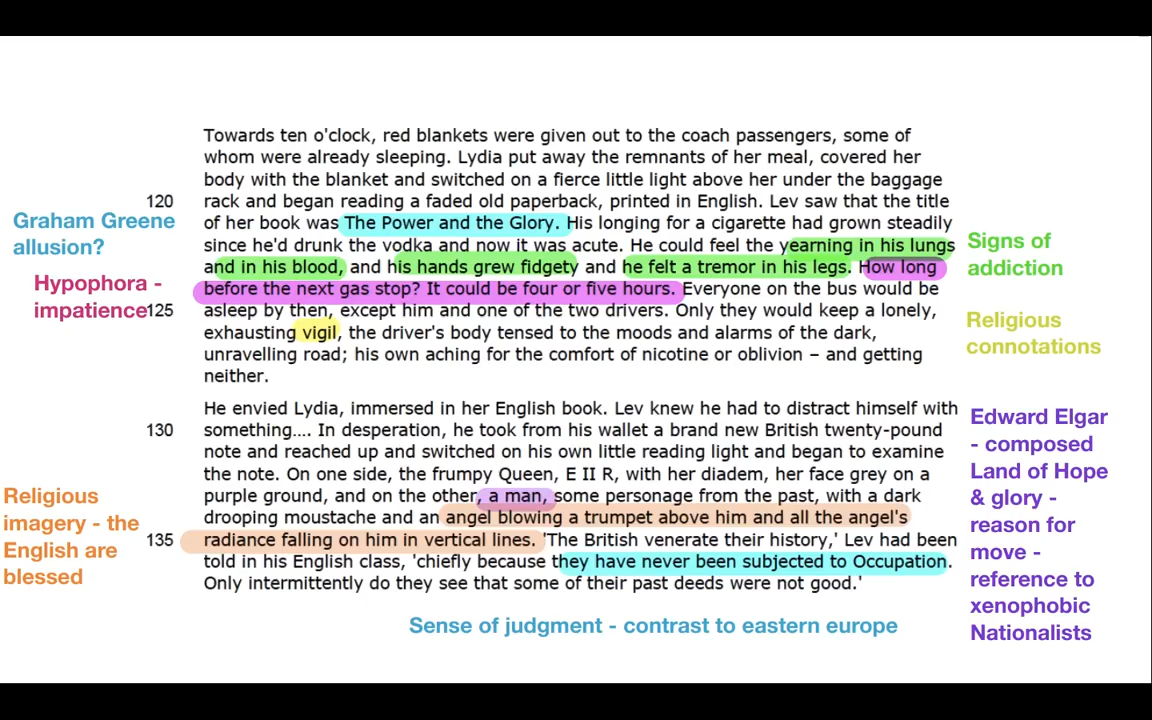 Towards ten o'clock, red blankets were given out to the coach passengers, some of
whom were already sleeping. Lydia put away the remnants of her meal, covered her
body with the blanket and switched on a fierce little light above her under the baggage
120 rack and began reading a faded old paperback, printed in English. Lev saw that the title
of her book was The Power and the Glory. His longing for a cigarette had grown steadily
since he'd drunk the vodka and now it was acute. He could feel the yearning in his lungs
and in his blood, and his hands grew fidgety and he felt a tremor in his legs. How long
before the next gas stop? It could be four or five hours. Everyone on the bus would be
125 asleep by then, except him and one of the two drivers. Only they would keep a lonely,
exhausting vigil, the driver's body tensed to the moods and alarms of the dark,
unravelling road; his own aching for the comfort of nicotine or oblivion – and getting
neither.
He envied Lydia, immersed in her English book. Lev knew he had to distract himself with
130 something.... In desperation, he took from his wallet a brand new British twenty-pound
note and reached up and switched on his own little reading light and began to examine
the note. On one side, the frumpy Queen, E II R, with her diadem, her face grey on a
purple ground, and on the other, a man, some personage from the past, with a dark
drooping moustache and an angel blowing a trumpet above him and all the angel's
135 radiance falling on him in vertical lines. 'The British venerate their history,' Lev had been
told in his English class, 'chiefly because they have never been subjected to Occupation.
Only intermittently do they see that some of their past deeds were not good.'
Graham Greene
allusion?
Hypophora -
impatience
Religious
imagery - the
English are
blessed
Signs of
addiction
Religious
connotations
Edward Elgar
- composed
Land of Hope
& glory -
reason for
move -
reference to
xenophobic
Nationalists
Sense of judgment - contrast to eastern europe